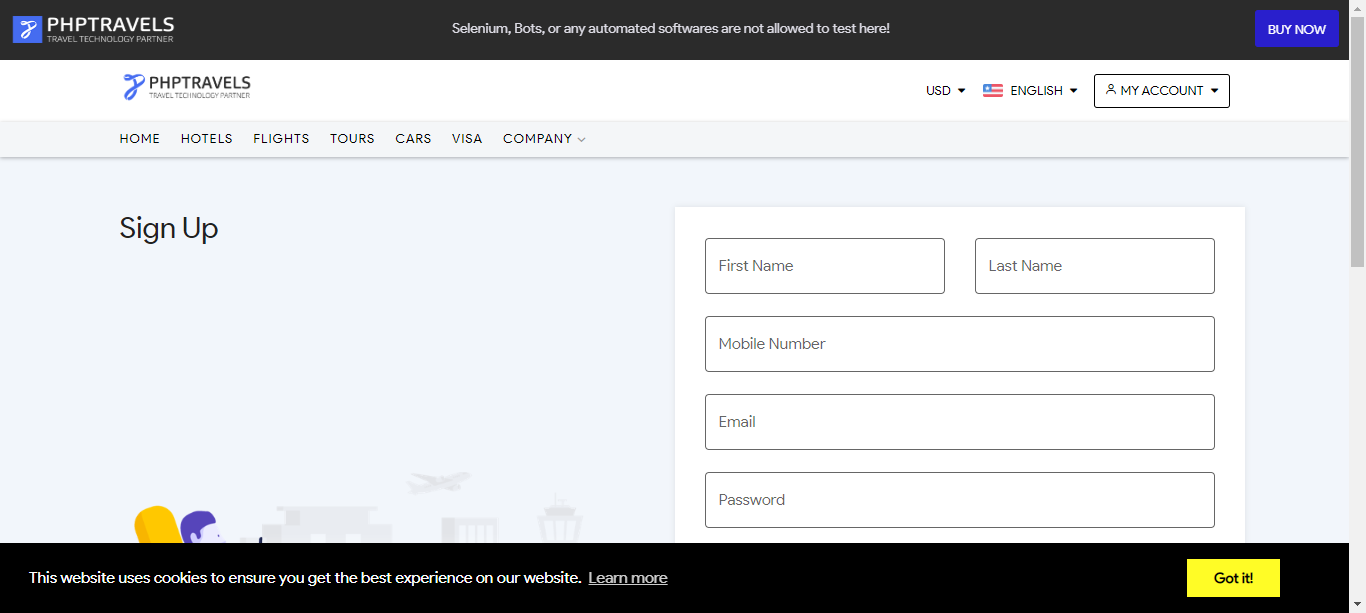 PHPTRAVELS
TRAVEL TECHNOLOGY PARTNER
Selenium, Bots, or any automated softwares are not allowed to test here!
BUY NOW
PHPTRAVELS
TRAVEL TECHNOLOGY PARTNER
USD
ENGLISH
MY ACCOUNT
HOME HOTELS FLIGHTS TOURS CARS VISA COMPANY
Sign Up
First Name
Last Name
Mobile Number
Email
Password
This website uses cookies to ensure you get the best experience on our website. Learn more
Got it!